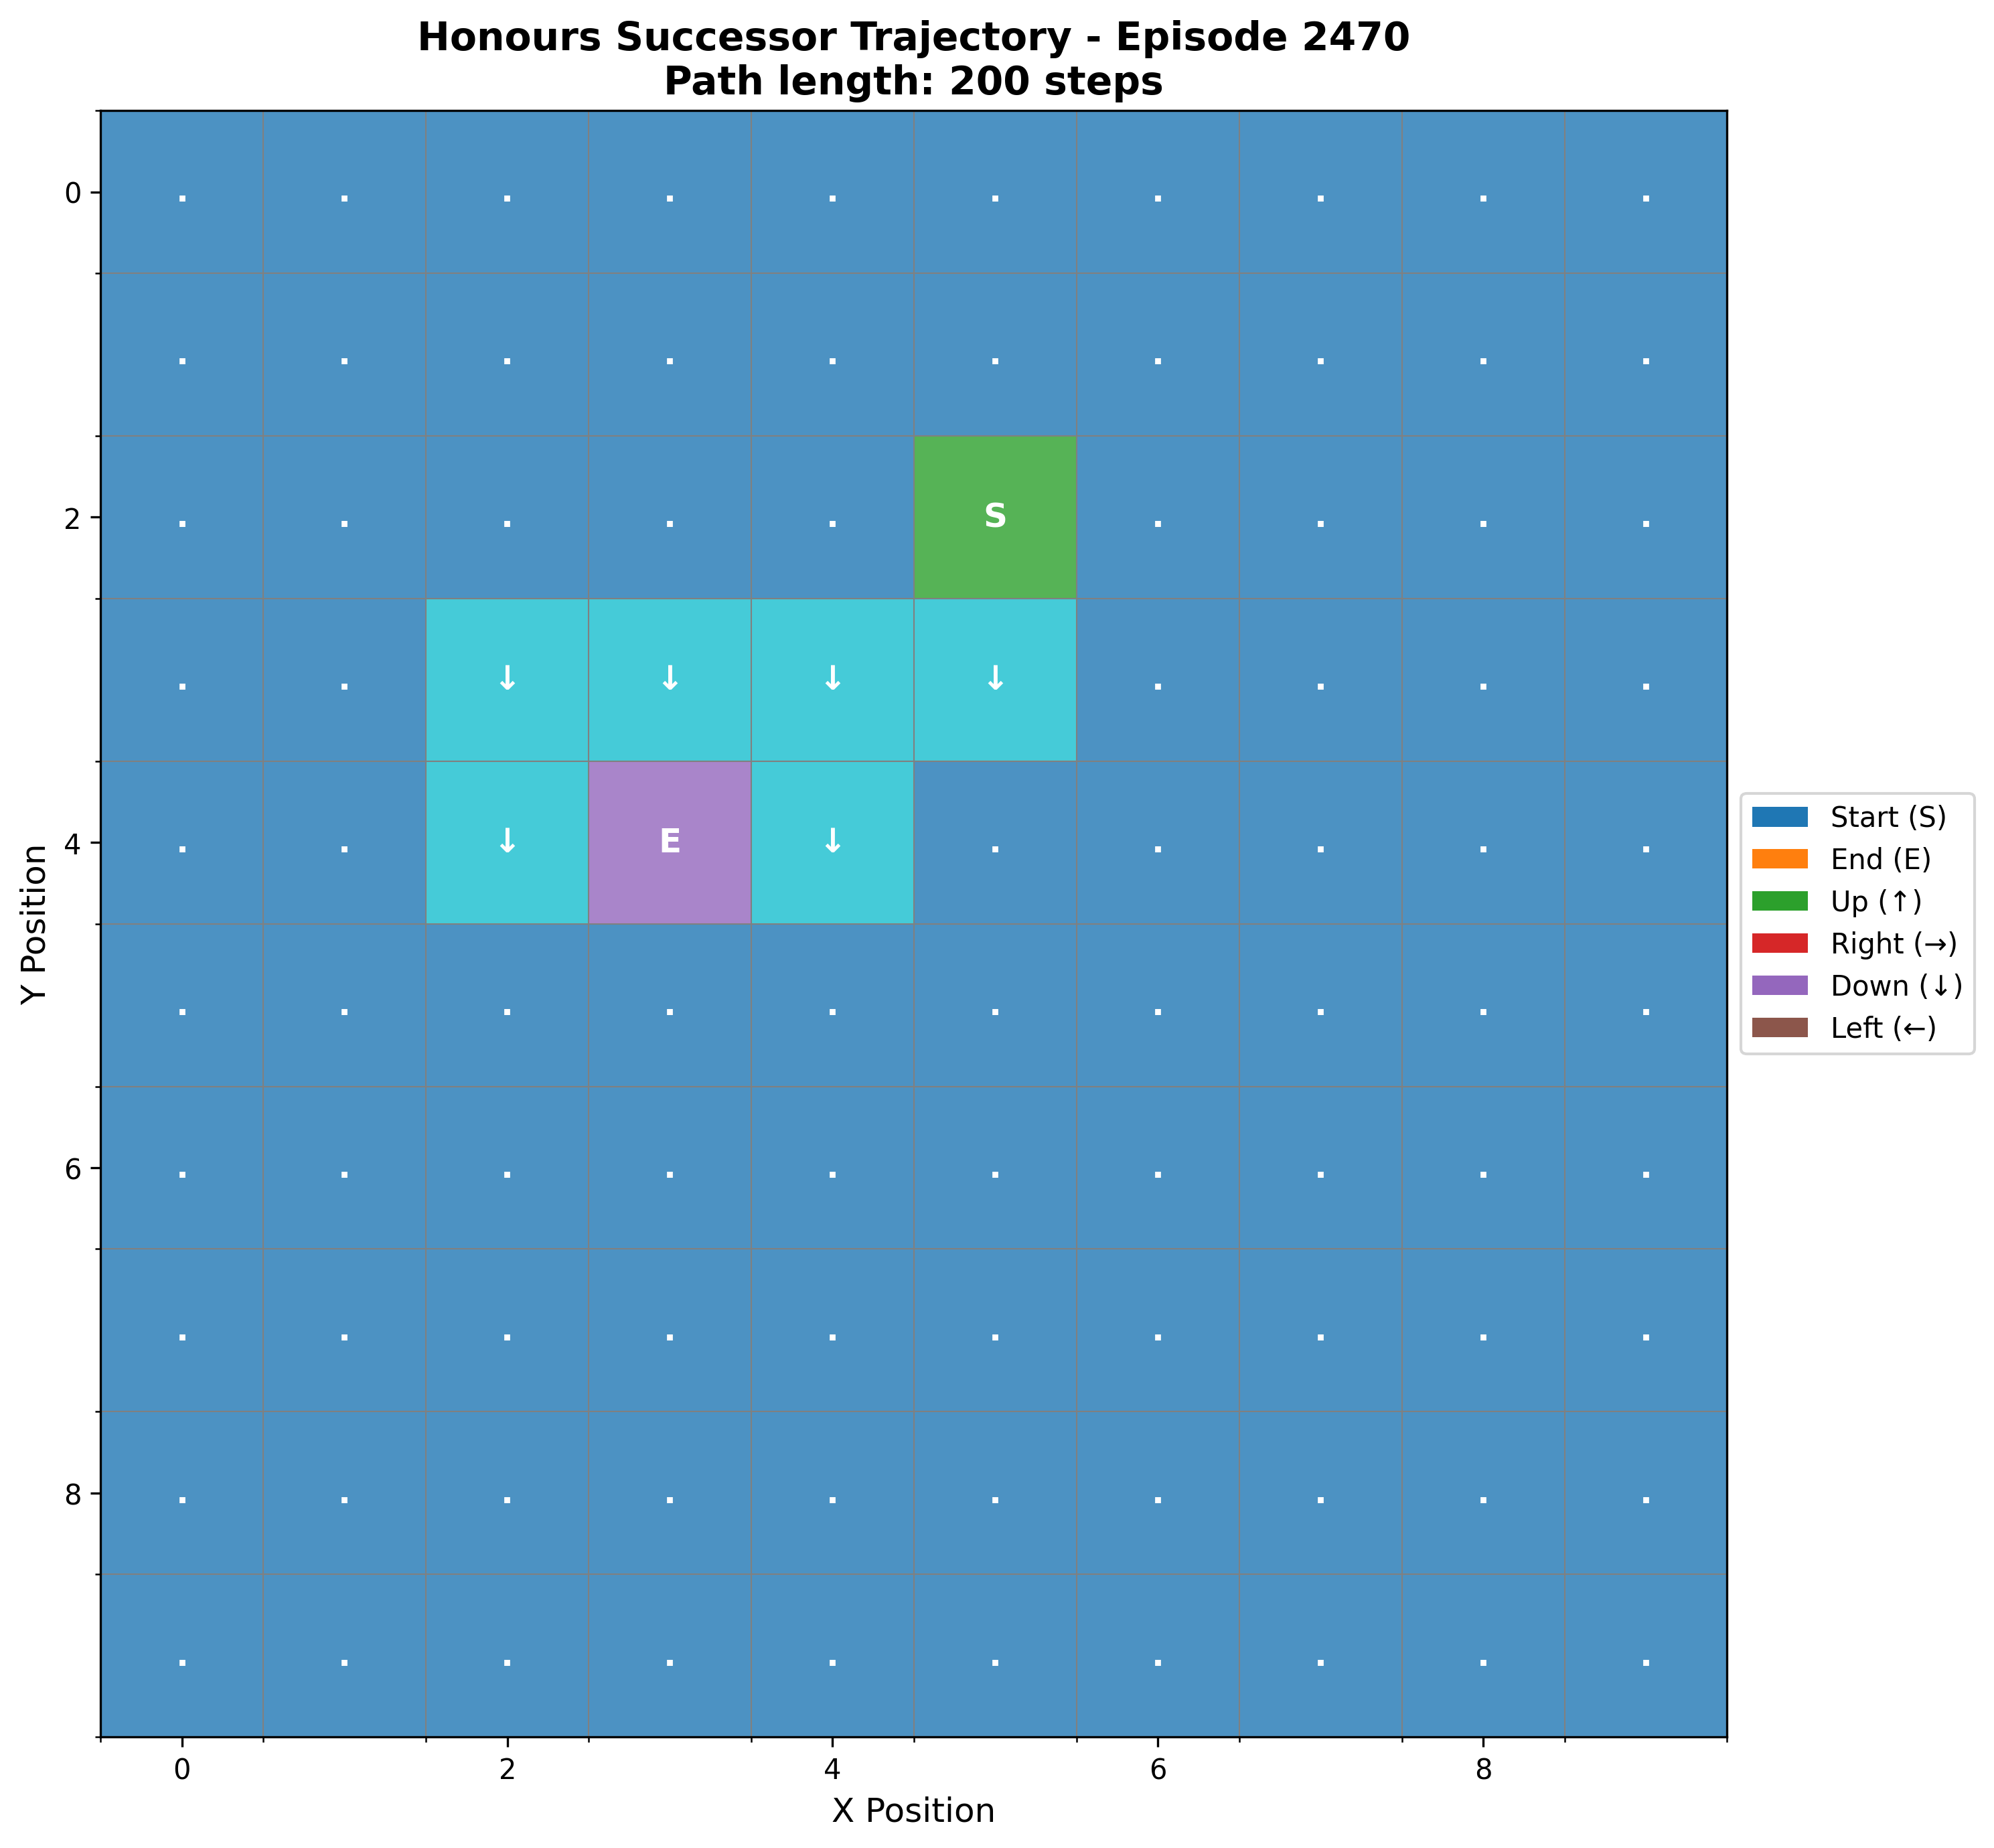 Honours Successor Trajectory - Episode 2470
Path length: 200 steps
0
2
S
↓ ↓ ↓ ↓
4
↓ E ↓
6
8
Y Position
0 2 4 6 8
X Position
Start (S)
End (E)
Up (↑)
Right (→)
Down (↓)
Left (←)